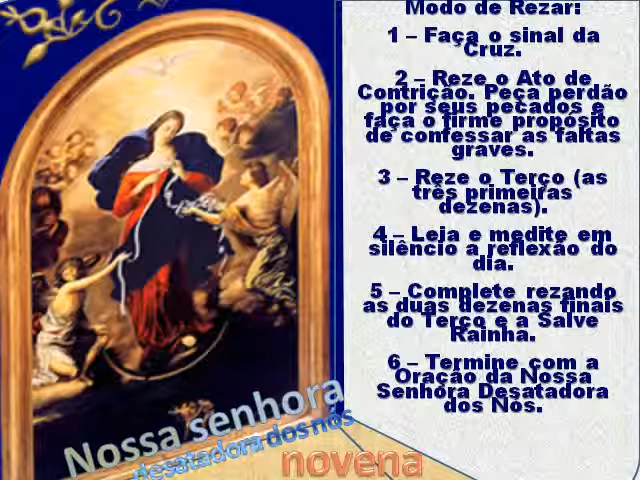 Modo de Rezar:
1 – Faça o sinal da
Cruz.
2 – Reze o Ato de
Contrição. Peça perdão
por seus pecados e
faça o firme propósito
de confessar as faltas
graves.
3 – Reze o Terço (as
três primeiras
dezenas).
4 – Leia e medite em
silêncio a reflexão do
dia.
5 – Complete rezando
as duas dezenas finais
do Terço e a Salve
Rainha.
6 – Termine com a
Oração da Nossa
Senhora Desatadora
dos Nós.
Nossa senhora
desatadora dos nós
novena